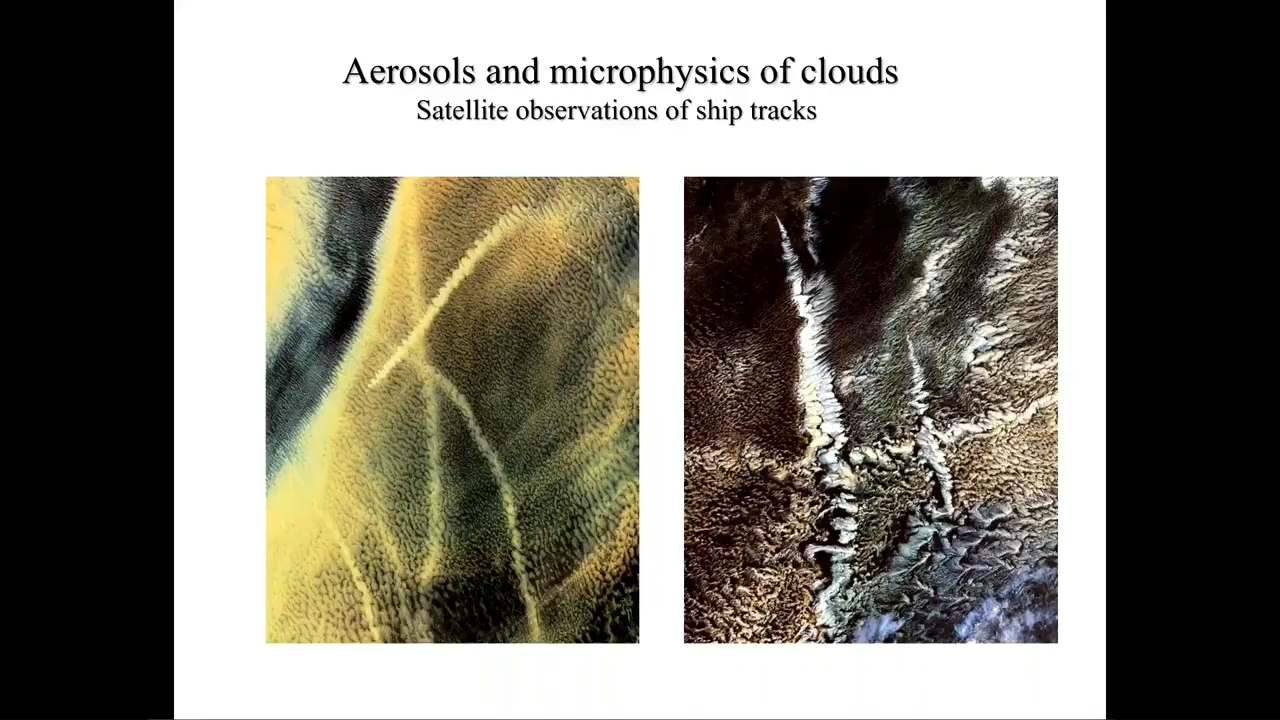 Aerosols and microphysics of clouds
Satellite observations of ship tracks